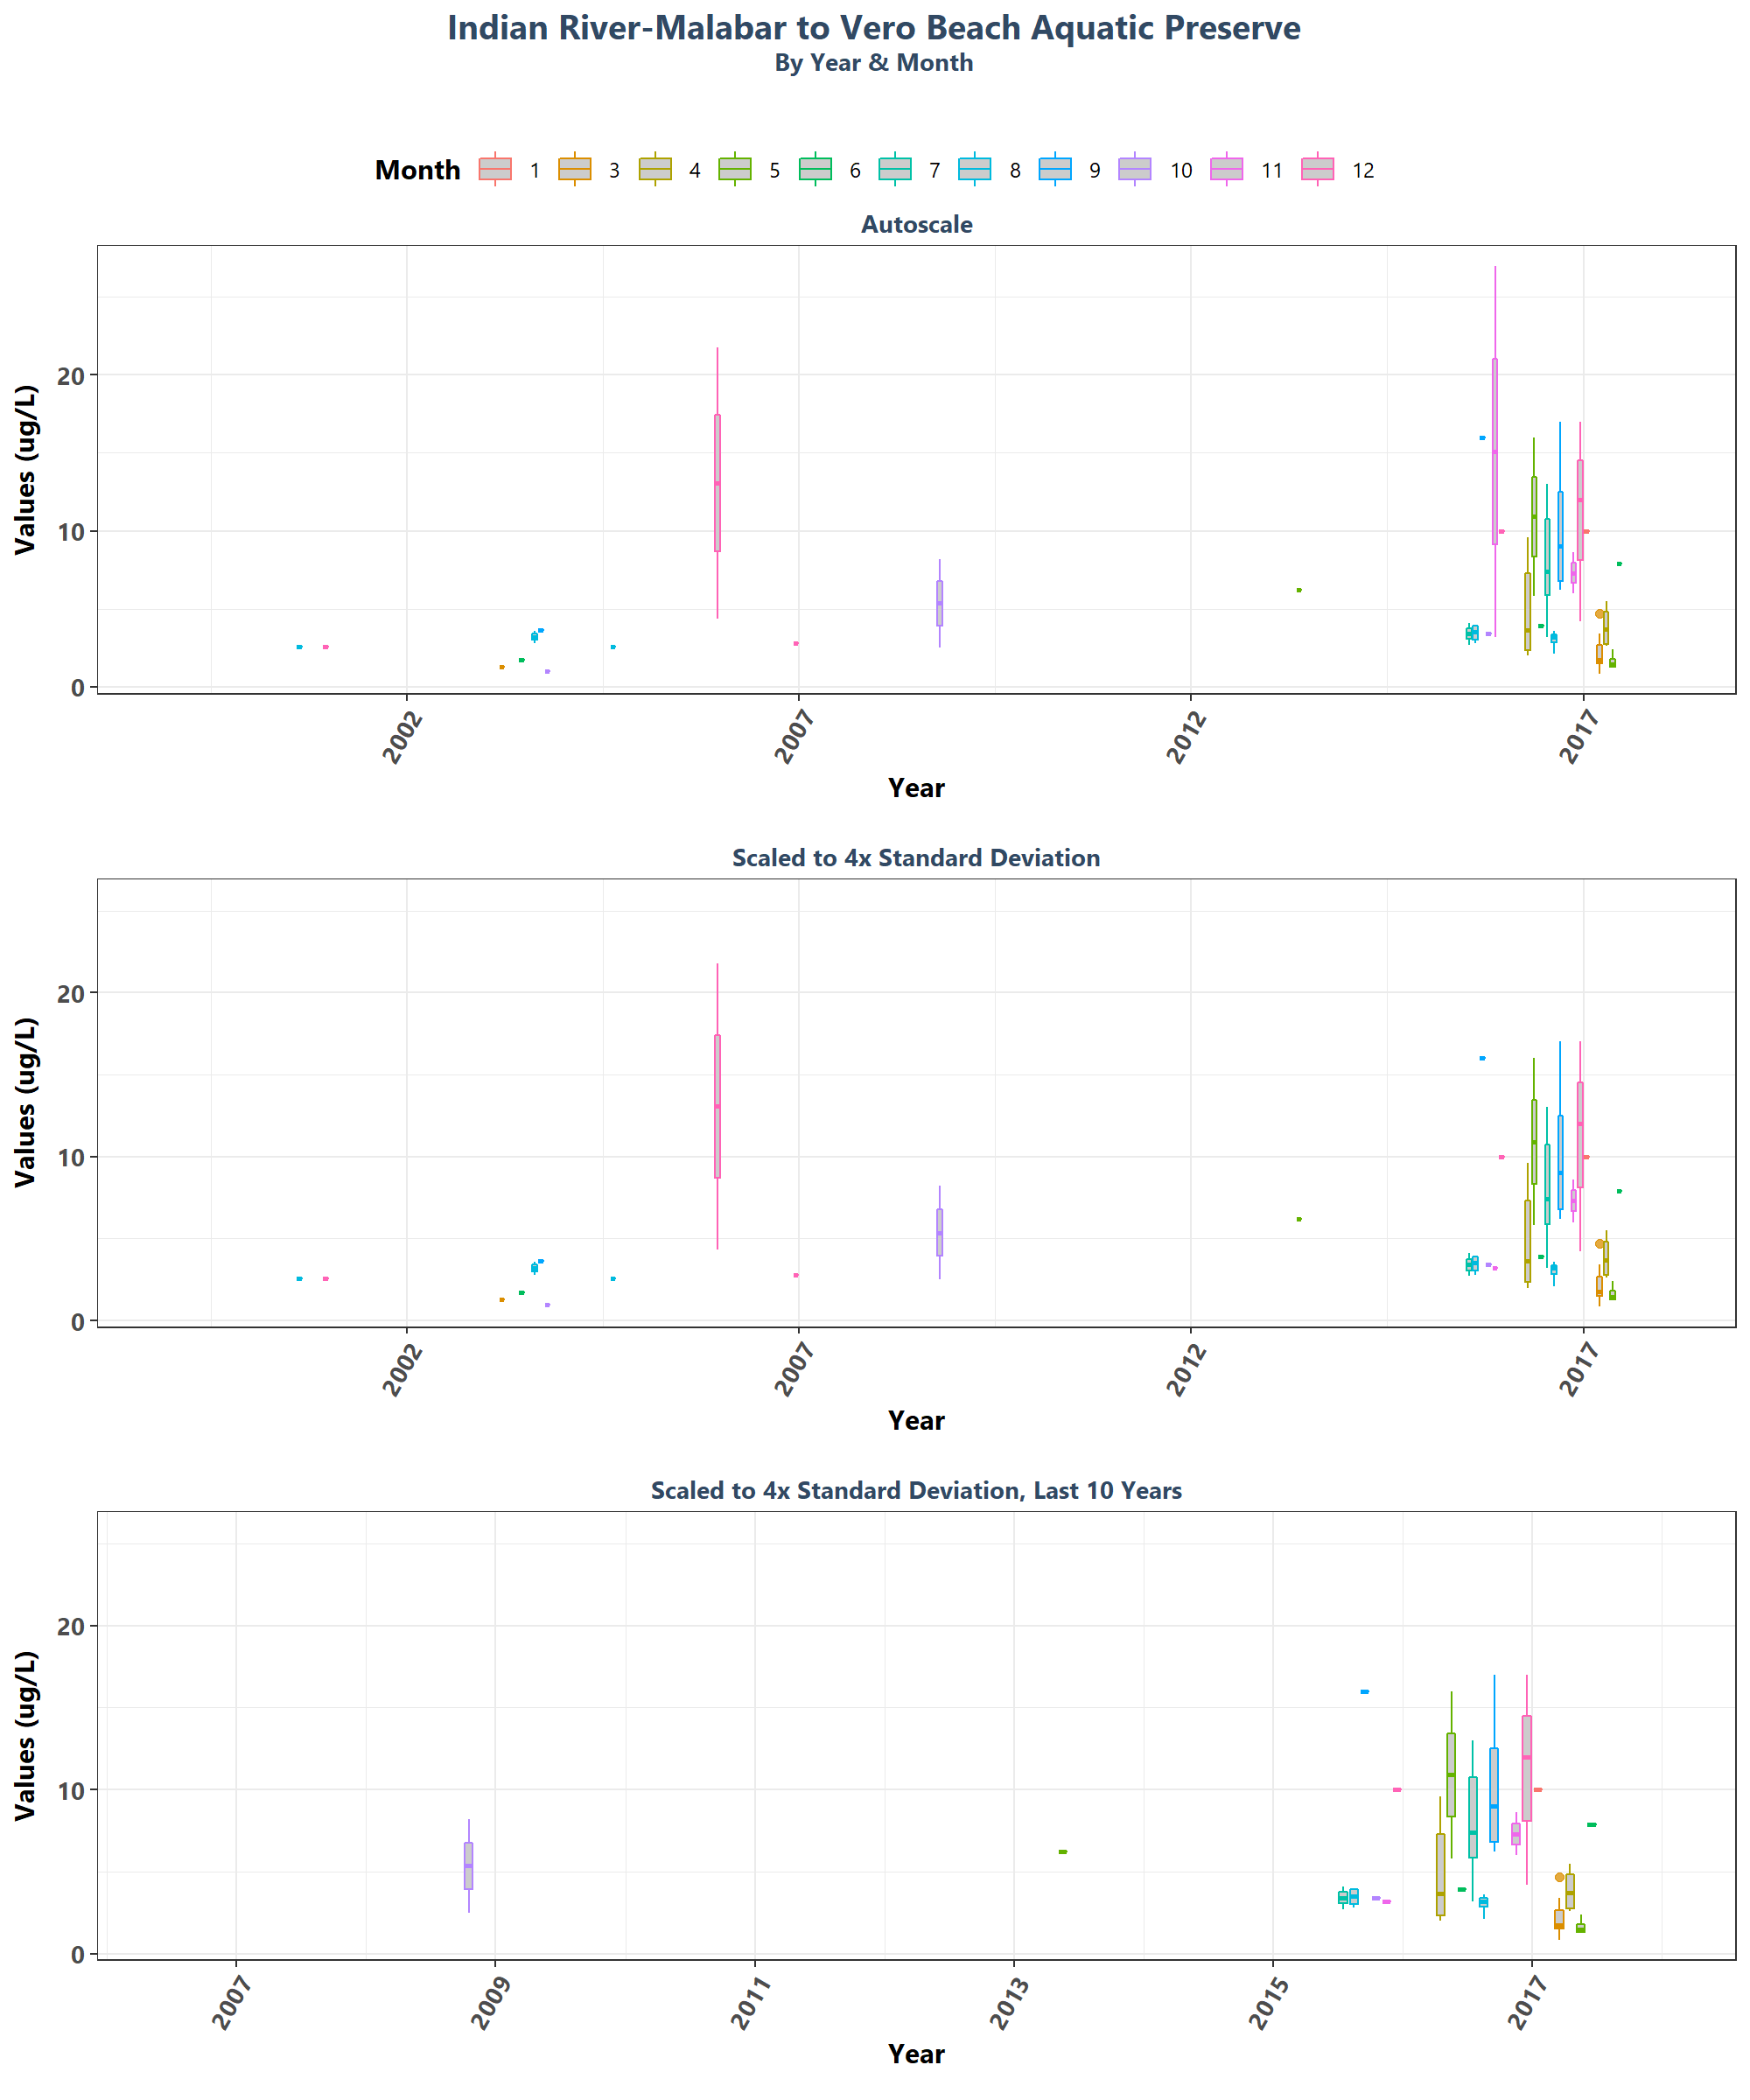 Indian River-Malabar to Vero Beach Aquatic Preserve
By Year & Month
Month 1 3 4 5 6 7 8 9 10 11 12
Autoscale
Values (ug/L)
20
10
0
2002 2007 2012 2017
Year
Scaled to 4x Standard Deviation
Values (ug/L)
20
10
0
2002 2007 2012 2017
Year
Scaled to 4x Standard Deviation, Last 10 Years
Values (ug/L)
20
10
0
2007 2009 2011 2013 2015 2017
Year